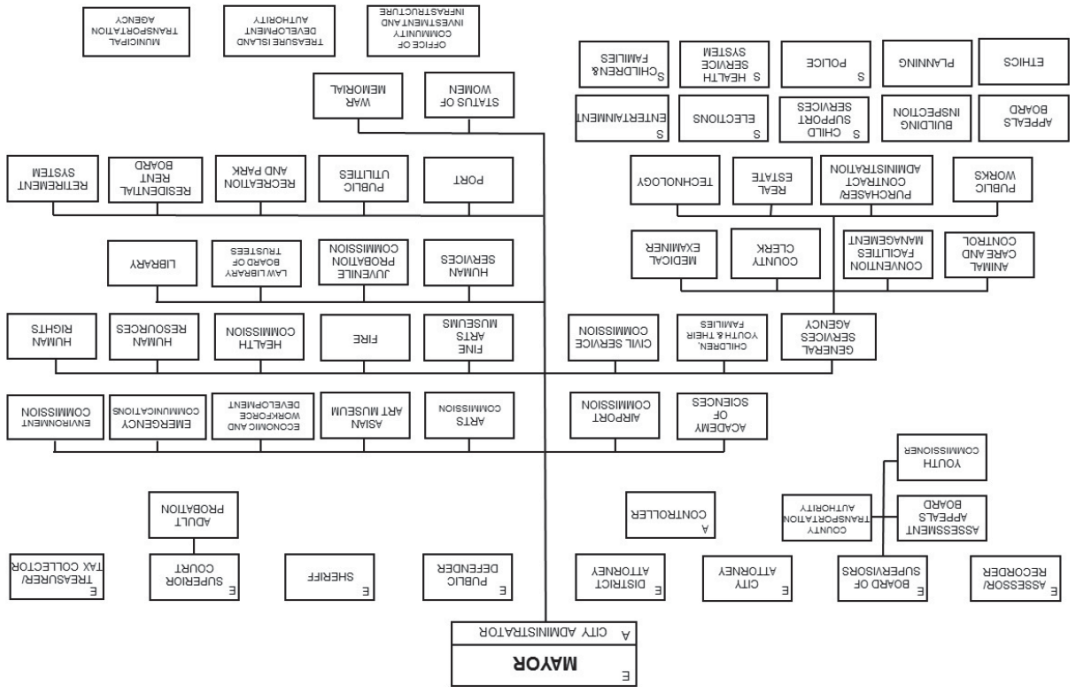 E
MAYOR
A CITY ADMINISTRATOR
E
ASSESSOR/
RECORDER
E
BOARD OF
SUPERVISORS
E
CITY
ATTORNEY
E
DISTRICT
ATTORNEY
E
PUBLIC
DEFENDER
E
SHERIFF
E
SUPERIOR
COURT
E
TREASURER/
TAX COLLECTOR
ASSESSMENT
APPEALS
BOARD
COUNTY
TRANSPORTATION
AUTHORITY
A
CONTROLLER
ADULT
PROBATION
YOUTH
COMMISSIONER
ACADEMY
OF
SCIENCES
AIRPORT
COMMISSION
ARTS
COMMISSION
ASIAN
ART MUSEUM
ECONOMIC AND
WORKFORCE
DEVELOPMENT
EMERGENCY
COMMUNICATIONS
ENVIRONMENT
COMMISSION
GENERAL
SERVICES
AGENCY
CHILDREN,
YOUTH & THEIR
FAMILIES
CIVIL SERVICE
COMMISSION
FINE
ARTS
MUSEUMS
FIRE
HEALTH
COMMISSION
HUMAN
RESOURCES
HUMAN
RIGHTS
ANIMAL
CARE AND
CONTROL
CONVENTION
FACILITIES
MANAGEMENT
COUNTY
CLERK
MEDICAL
EXAMINER
HUMAN
SERVICES
JUVENILE
PROBATION
COMMISSION
LAW LIBRARY
BOARD OF
TRUSTEES
LIBRARY
PUBLIC
WORKS
PURCHASER/
CONTRACT
ADMINISTRATION
REAL
ESTATE
TECHNOLOGY
PORT
PUBLIC
UTILITIES
RECREATION
AND PARK
RESIDENTIAL
RENT
BOARD
RETIREMENT
SYSTEM
APPEALS
BOARD
BUILDING
INSPECTION
S
CHILD
SUPPORT
SERVICES
S
ELECTIONS
S
ENTERTAINMENT
STATUS OF
WOMEN
WAR
MEMORIAL
ETHICS
PLANNING
S
POLICE
S
HEALTH
SERVICE
SYSTEM
S
CHILDREN&
FAMILIES
OFFICE OF
COMMUNITY
INVESTMENT AND
INFRASTRUCTURE
TREASURE ISLAND
DEVELOPMENT
AUTHORITY
MUNICIPAL
TRANSPORTATION
AGENCY